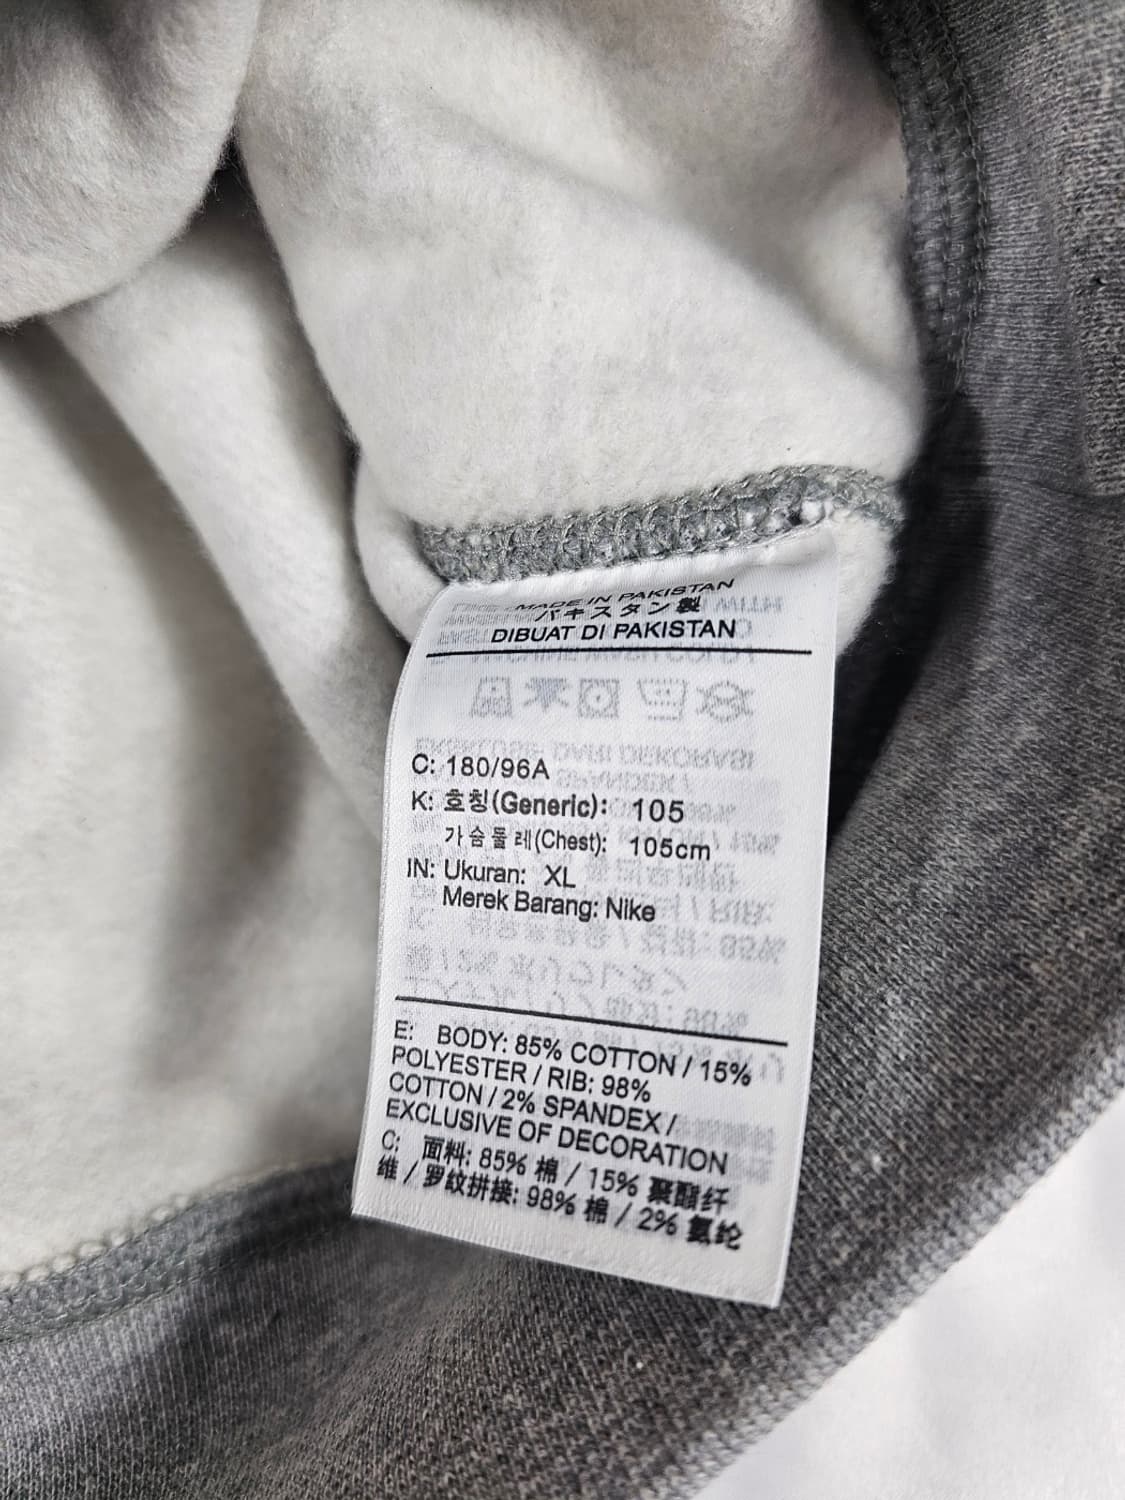 MADE IN PAKISTAN
パキスタン製
DIBUAT DI PAKISTAN
C: 180/96A
K: 호칭(Generic): 105
가슴둘레(Chest): 105cm
IN: Ukuran: XL
Merek Barang: Nike
E: BODY: 85% COTTON / 15%
POLYESTER / RIB: 98%
COTTON / 2% SPANDEX /
EXCLUSIVE OF DECORATION
C: 面料: 85% 棉 / 15% 聚酯纤
维 / 罗纹拼接: 98% 棉 / 2% 氨纶